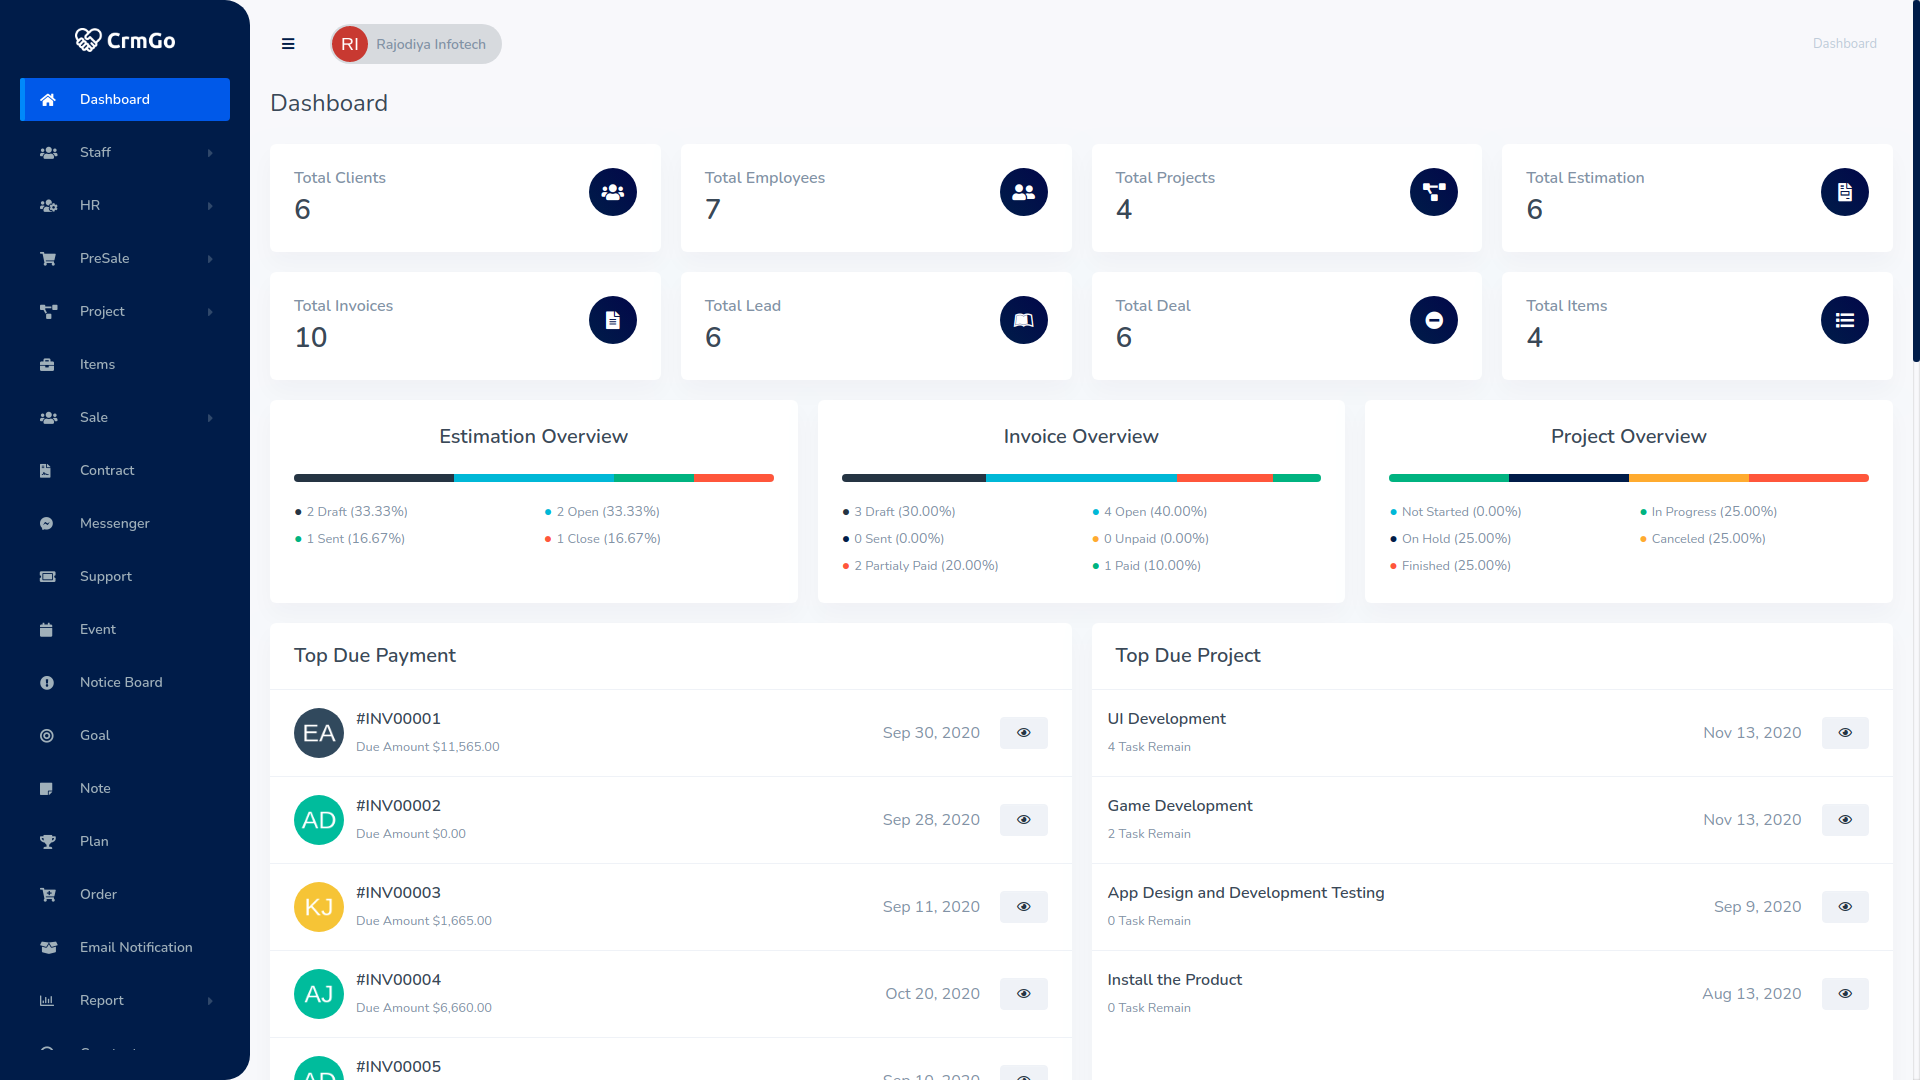 CrmGo
Dashboard
Staff
HR
PreSale
Project
Items
Sale
Contract
Messenger
Support
Event
Notice Board
Goal
Note
Plan
Order
Email Notification
Report
RI Rajodiya Infotech
Dashboard
Dashboard
Total Clients
6
Total Employees
7
Total Projects
4
Total Estimation
6
Total Invoices
10
Total Lead
6
Total Deal
6
Total Items
4
Estimation Overview
2 Draft (33.33%)
2 Open (33.33%)
1 Sent (16.67%)
1 Close (16.67%)
Invoice Overview
3 Draft (30.00%)
4 Open (40.00%)
0 Sent (0.00%)
0 Unpaid (0.00%)
2 Partialy Paid (20.00%)
1 Paid (10.00%)
Project Overview
Not Started (0.00%)
In Progress (25.00%)
On Hold (25.00%)
Canceled (25.00%)
Finished (25.00%)
Top Due Payment
EA
#INV00001
Due Amount $11,565.00
Sep 30, 2020
AD
#INV00002
Due Amount $0.00
Sep 28, 2020
KJ
#INV00003
Due Amount $1,665.00
Sep 11, 2020
AJ
#INV00004
Due Amount $6,660.00
Oct 20, 2020
AD
#INV00005
Sep 10, 2020
Top Due Project
UI Development
4 Task Remain
Nov 13, 2020
Game Development
2 Task Remain
Nov 13, 2020
App Design and Development Testing
0 Task Remain
Sep 9, 2020
Install the Product
0 Task Remain
Aug 13, 2020